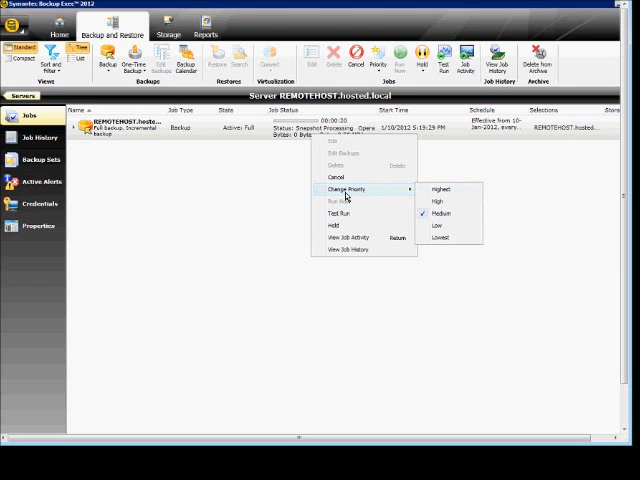 Symantec Backup Exec™ 2012
Home
Backup and Restore
Storage
Reports
Standard
Compact
Sort and Filter
Tree
List
Views
Backup
One-Time Backup
Edit Backups
Backup Calendar
Backups
Restore
Search
Restores
Convert
Virtualization
Edit
Delete
Cancel
Priority
Run Now
Hold
Test Run
Job Activity
Jobs
View Job History
Job History
Delete from Archive
Archive
Servers
Server REMOTEHOST.hosted.local
Jobs
Job History
Backup Sets
Active Alerts
Credentials
Properties
Name Job Type State Job Status Start Time Schedule Selections Stora
REMOTEHOST.hoste...
Full backup, Incremental backup
Backup
Active: Full
00:00:20
Status: Snapshot Processing Opera
Bytes: 0
1/10/2012 5:19:29 PM
Effective from 10-Jan-2012, every...
REMOTEHOST.hosted...
Edit
Edit Backups
Delete Delete
Cancel
Change Priority
Run
Test Run
Hold
View Job Activity Return
View Job History
Highest
High
Medium
Low
Lowest